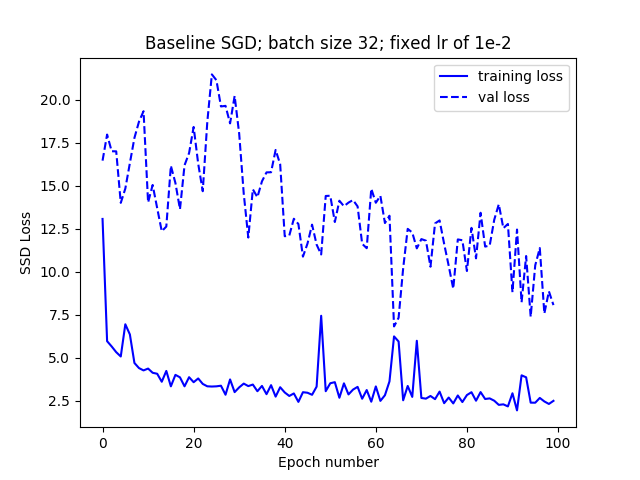 Baseline SGD; batch size 32; fixed lr of 1e-2
training loss
val loss
SSD Loss
20.0
17.5
15.0
12.5
10.0
7.5
5.0
2.5
0 20 40 60 80 100
Epoch number